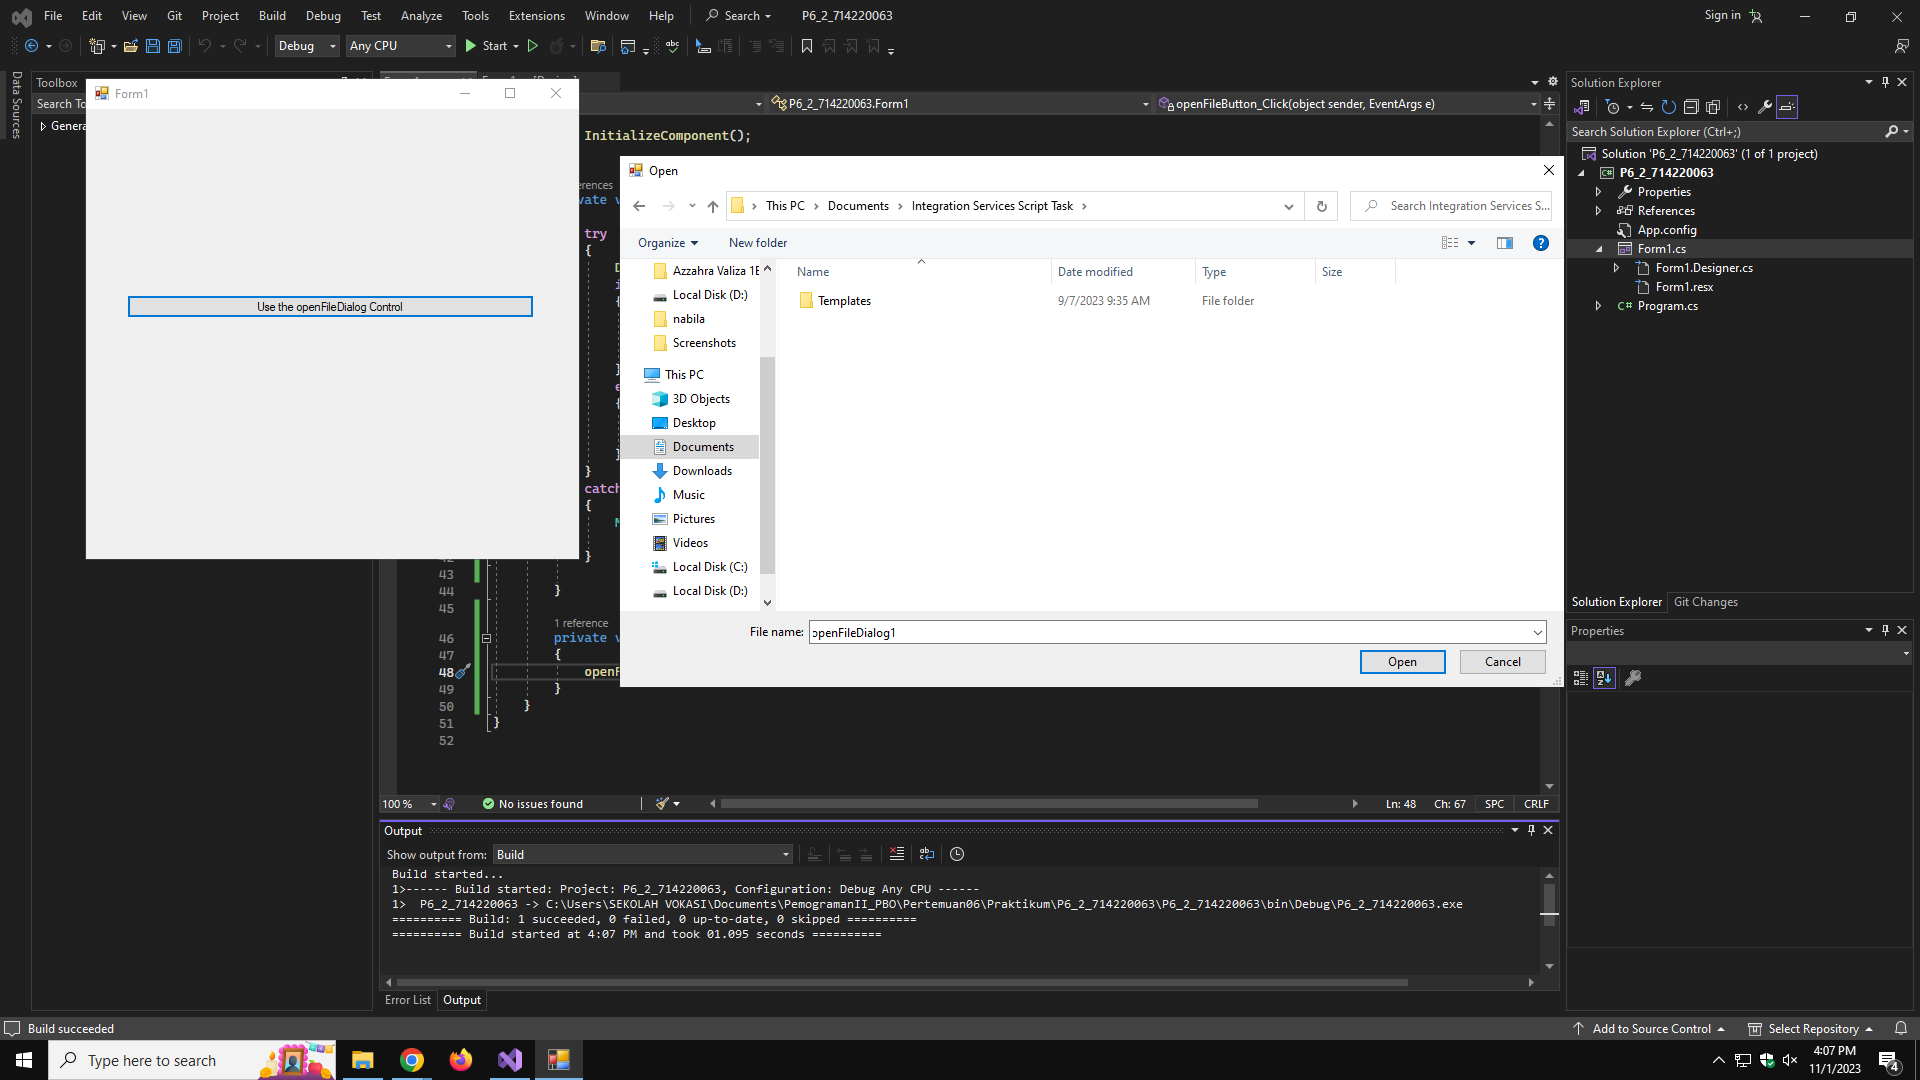 File Edit View Git Project Build Debug Test Analyze Tools Extensions Window Help Search P6_2_714220063 Sign in
Debug Any CPU Start
Data Sources
Toolbox
Search To
Genera
Form1
Use the openFileDialog Control
P6_2_714220063.Form1 openFileButton_Click(object sender, EventArgs e)
InitializeComponent();
erences
vate v
try
{
{
}
{
}
}
catch
{
}
43
44 }
45
1 reference
46 private v
47 {
48 openF
49 }
50 }
51 }
52
Open
This PC Documents Integration Services Script Task
Search Integration Services S...
Organize New folder
Name Date modified Type Size
Templates 9/7/2023 9:35 AM File folder
Azzahra Valiza 1E
Local Disk (D:)
nabila
Screenshots
This PC
3D Objects
Desktop
Documents
Downloads
Music
Pictures
Videos
Local Disk (C:)
Local Disk (D:)
File name: openFileDialog1
Open Cancel
100 % No issues found Ln: 48 Ch: 67 SPC CRLF
Output
Show output from: Build
Build started...
1>------ Build started: Project: P6_2_714220063, Configuration: Debug Any CPU ------
1> P6_2_714220063 -> C:\Users\SEKOLAH VOKASI\Documents\PemogramanII_PBO\Pertemuan06\Praktikum\P6_2_714220063\P6_2_714220063\bin\Debug\P6_2_714220063.exe
========== Build: 1 succeeded, 0 failed, 0 up-to-date, 0 skipped ==========
========== Build started at 4:07 PM and took 01.095 seconds ==========
Error List Output
Solution Explorer
Search Solution Explorer (Ctrl+;)
Solution 'P6_2_714220063' (1 of 1 project)
P6_2_714220063
Properties
References
App.config
Form1.cs
Form1.Designer.cs
Form1.resx
Program.cs
Solution Explorer Git Changes
Properties
Build succeeded
Add to Source Control Select Repository
Type here to search
4:07 PM
11/1/2023
4